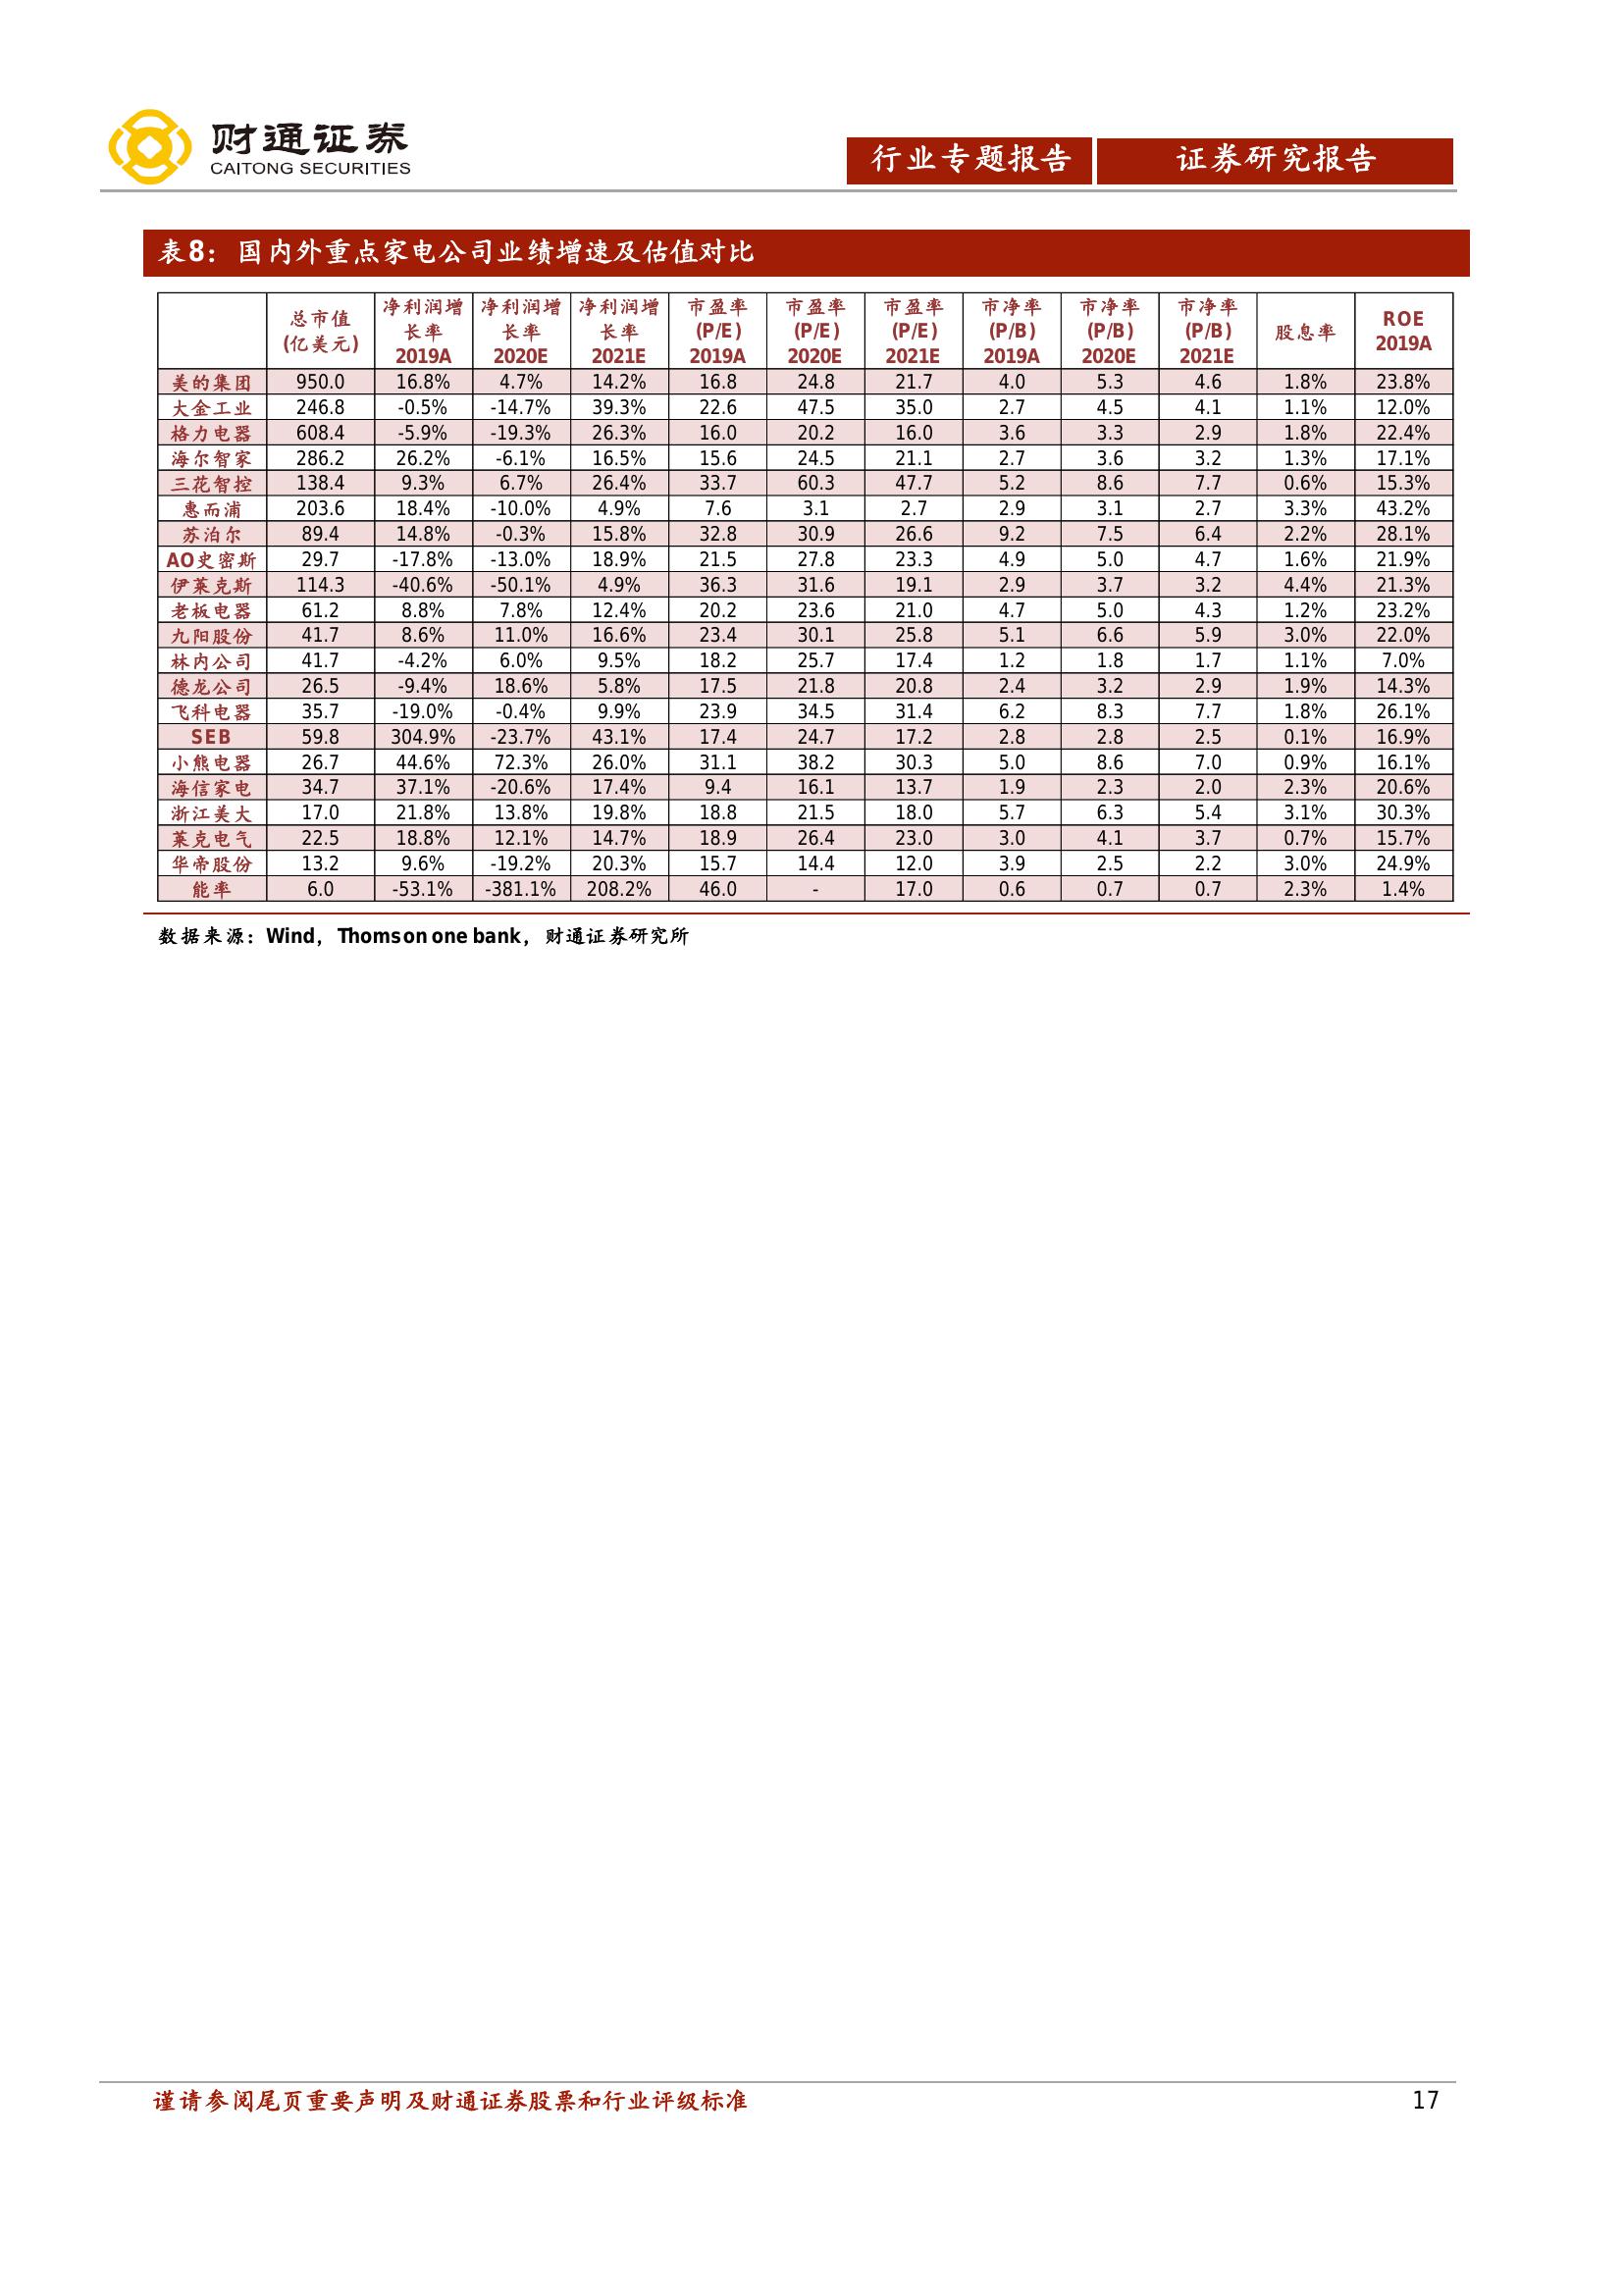 财通证券
CAITONG SECURITIES
行业专题报告 证券研究报告
表8：国内外重点家电公司业绩增速及估值对比
总市值(亿美元) 净利润增长率2019A 净利润增长率2020E 净利润增长率2021E 市盈率(P/E)2019A 市盈率(P/E)2020E 市盈率(P/E)2021E 市净率(P/B)2019A 市净率(P/B)2020E 市净率(P/B)2021E 股息率 ROE 2019A
美的集团 950.0 16.8% 4.7% 14.2% 16.8 24.8 21.7 4.0 5.3 4.6 1.8% 23.8%
大金工业 246.8 -0.5% -14.7% 39.3% 22.6 47.5 35.0 2.7 4.5 4.1 1.1% 12.0%
格力电器 608.4 -5.9% -19.3% 26.3% 16.0 20.2 16.0 3.6 3.3 2.9 1.8% 22.4%
海尔智家 286.2 26.2% -6.1% 16.5% 15.6 24.5 21.1 2.7 3.6 3.2 1.3% 17.1%
三花智控 138.4 9.3% 6.7% 26.4% 33.7 60.3 47.7 5.2 8.6 7.7 0.6% 15.3%
惠而浦 203.6 18.4% -10.0% 4.9% 7.6 3.1 2.7 2.9 3.1 2.7 3.3% 43.2%
苏泊尔 89.4 14.8% -0.3% 15.8% 32.8 30.9 26.6 9.2 7.5 6.4 2.2% 28.1%
AO史密斯 29.7 -17.8% -13.0% 18.9% 21.5 27.8 23.3 4.9 5.0 4.7 1.6% 21.9%
伊莱克斯 114.3 -40.6% -50.1% 4.9% 36.3 31.6 19.1 2.9 3.7 3.2 4.4% 21.3%
老板电器 61.2 8.8% 7.8% 12.4% 20.2 23.6 21.0 4.7 5.0 4.3 1.2% 23.2%
九阳股份 41.7 8.6% 11.0% 16.6% 23.4 30.1 25.8 5.1 6.6 5.9 3.0% 22.0%
林内公司 41.7 -4.2% 6.0% 9.5% 18.2 25.7 17.4 1.2 1.8 1.7 1.1% 7.0%
德龙公司 26.5 -9.4% 18.6% 5.8% 17.5 21.8 20.8 2.4 3.2 2.9 1.9% 14.3%
飞科电器 35.7 -19.0% -0.4% 9.9% 23.9 34.5 31.4 6.2 8.3 7.7 1.8% 26.1%
SEB 59.8 304.9% -23.7% 43.1% 17.4 24.7 17.2 2.8 2.8 2.5 0.1% 16.9%
小熊电器 26.7 44.6% 72.3% 26.0% 31.1 38.2 30.3 5.0 8.6 7.0 0.9% 16.1%
海信家电 34.7 37.1% -20.6% 17.4% 9.4 16.1 13.7 1.9 2.3 2.0 2.3% 20.6%
浙江美大 17.0 21.8% 13.8% 19.8% 18.8 21.5 18.0 5.7 6.3 5.4 3.1% 30.3%
莱克电气 22.5 18.8% 12.1% 14.7% 18.9 26.4 23.0 3.0 4.1 3.7 0.7% 15.7%
华帝股份 13.2 9.6% -19.2% 20.3% 15.7 14.4 12.0 3.9 2.5 2.2 3.0% 24.9%
能率 6.0 -53.1% -381.1% 208.2% 46.0 - 17.0 0.6 0.7 0.7 2.3% 1.4%
数据来源：Wind，Thomson one bank，财通证券研究所
谨请参阅尾页重要声明及财通证券股票和行业评级标准 17